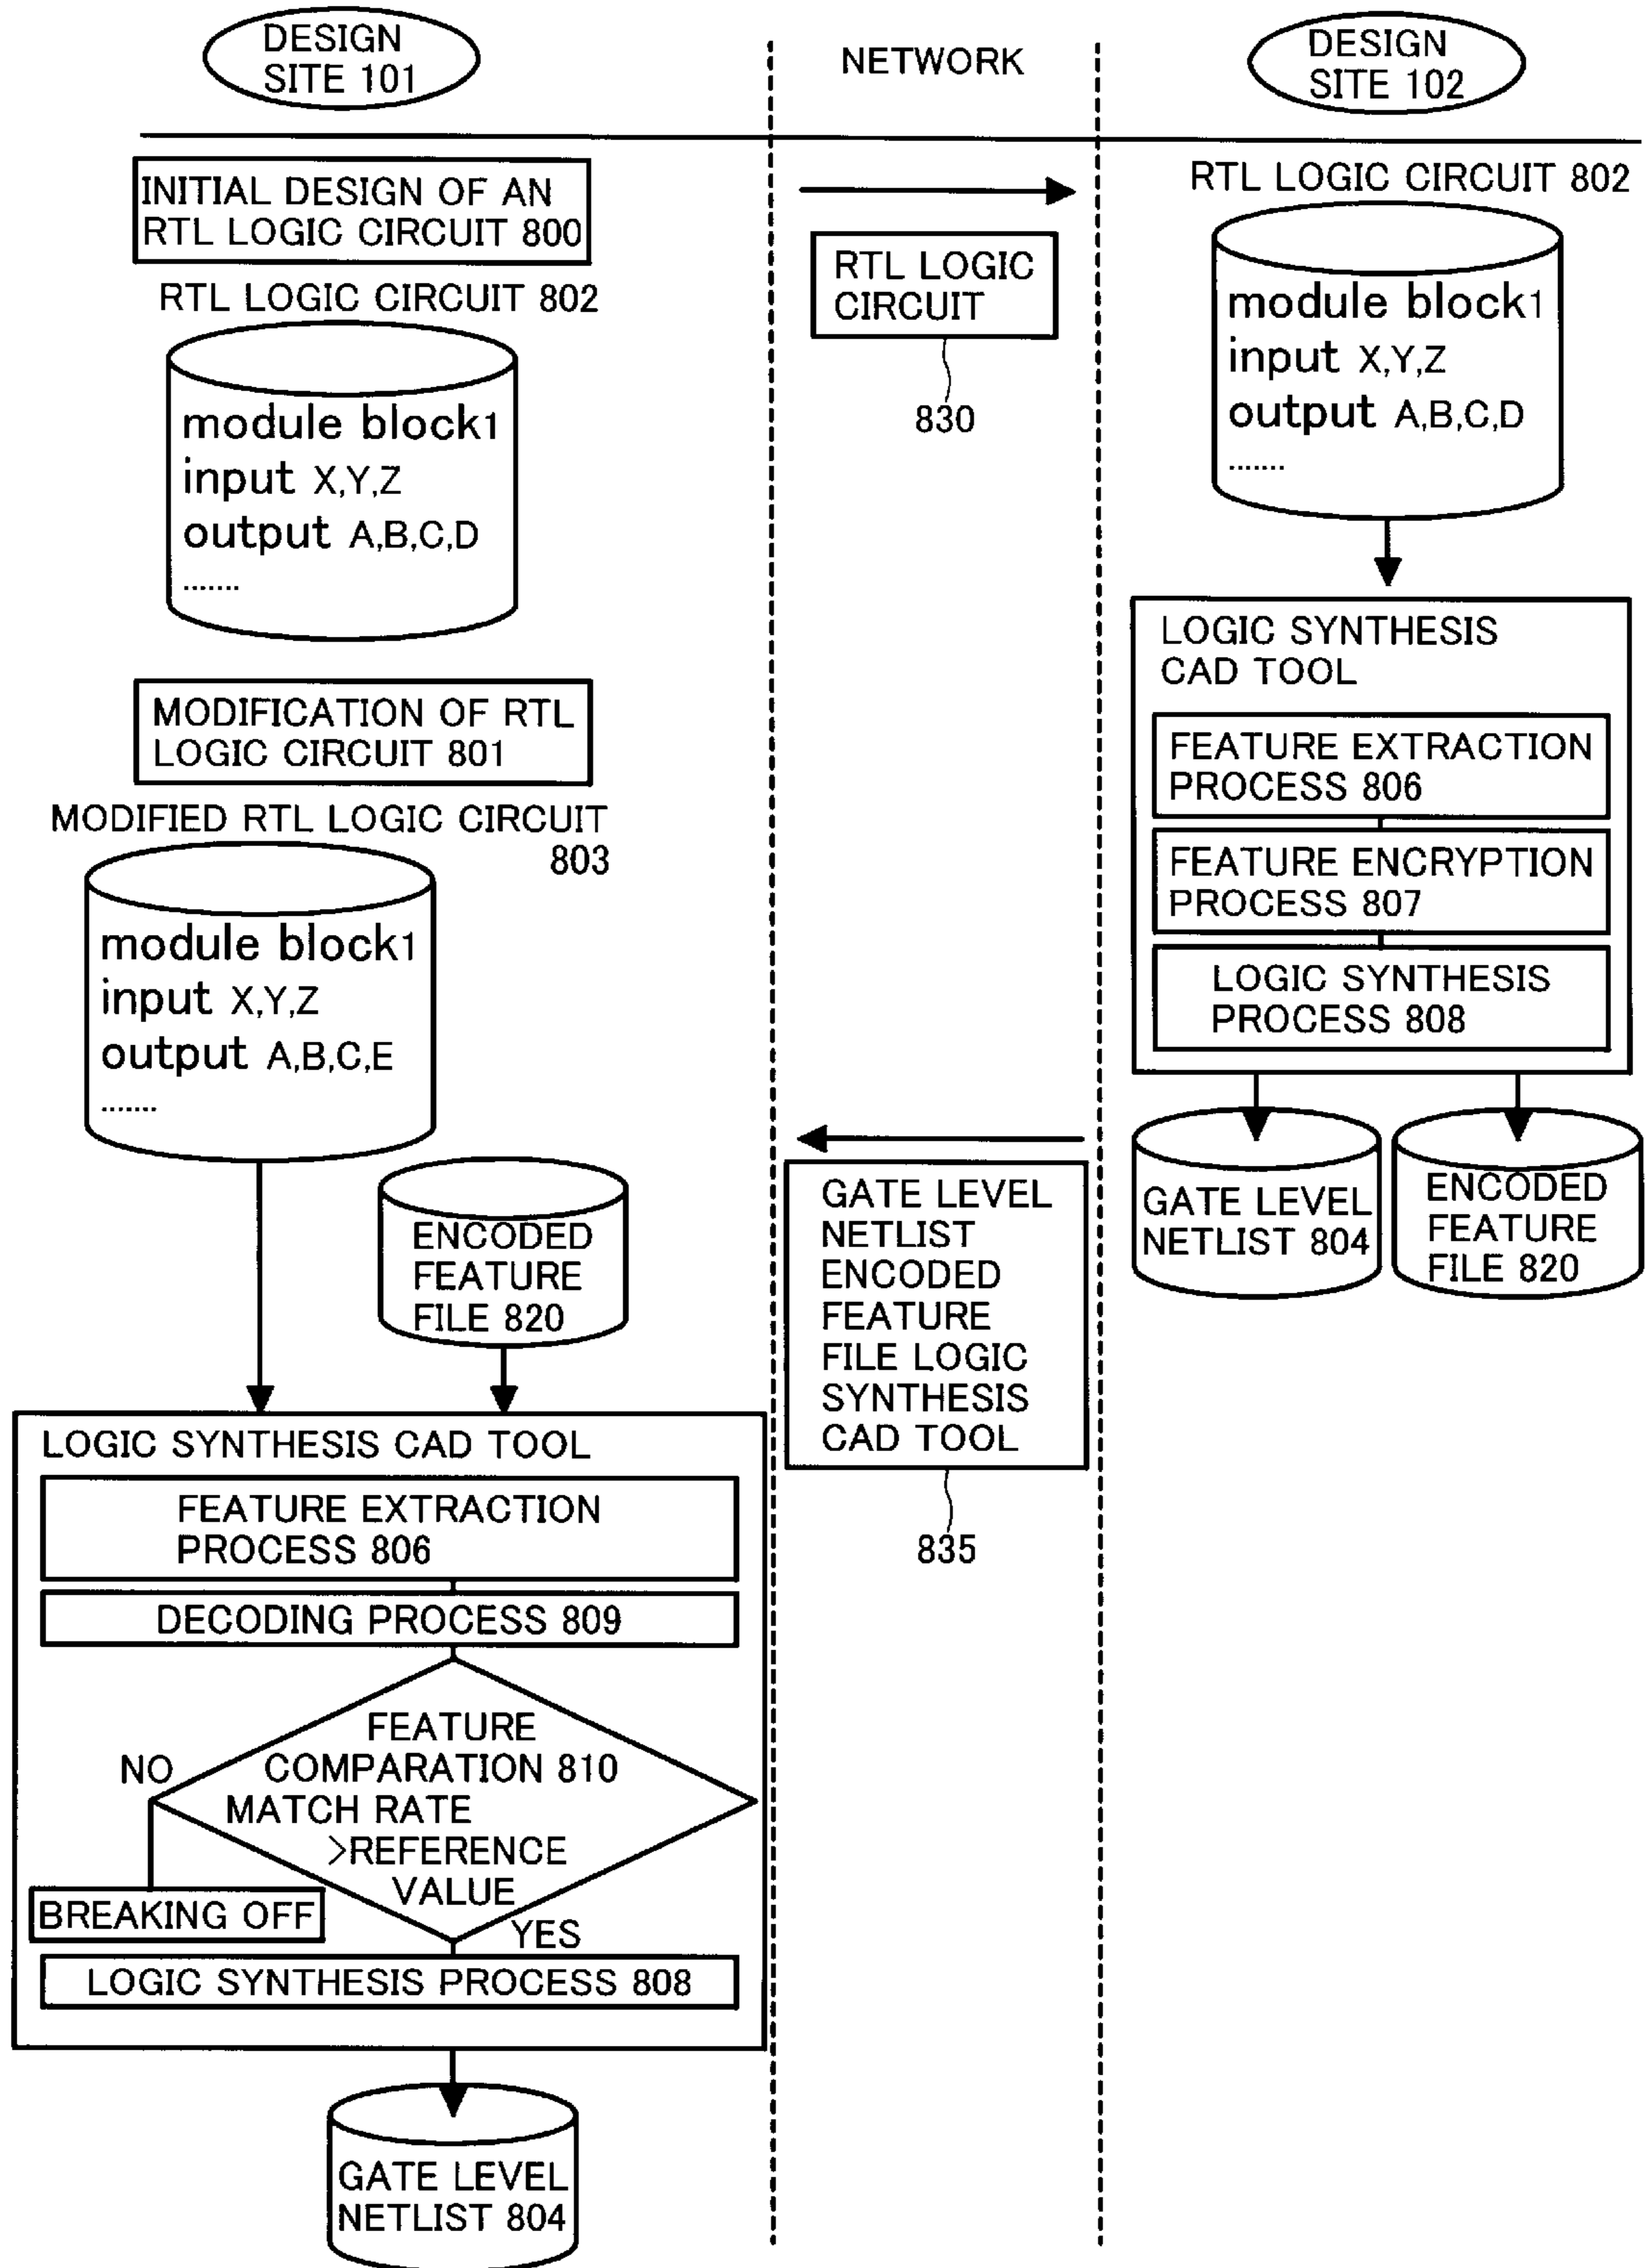 DESIGN
SITE 101
NETWORK
DESIGN
SITE 102
INITIAL DESIGN OF AN
RTL LOGIC CIRCUIT 800
RTL LOGIC CIRCUIT 802
module block1
input X,Y,Z
output A,B,C,D
.......
MODIFICATION OF RTL
LOGIC CIRCUIT 801
MODIFIED RTL LOGIC CIRCUIT
803
module block1
input X,Y,Z
output A,B,C,E
.......
ENCODED
FEATURE
FILE 820
LOGIC SYNTHESIS CAD TOOL
FEATURE EXTRACTION
PROCESS 806
DECODING PROCESS 809
FEATURE
COMPARATION 810
MATCH RATE
>REFERENCE
VALUE
NO
BREAKING OFF
YES
LOGIC SYNTHESIS PROCESS 808
GATE LEVEL
NETLIST 804
RTL LOGIC
CIRCUIT
830
GATE LEVEL
NETLIST
ENCODED
FEATURE
FILE LOGIC
SYNTHESIS
CAD TOOL
835
RTL LOGIC CIRCUIT 802
module block1
input X,Y,Z
output A,B,C,D
.......
LOGIC SYNTHESIS
CAD TOOL
FEATURE EXTRACTION
PROCESS 806
FEATURE ENCRYPTION
PROCESS 807
LOGIC SYNTHESIS
PROCESS 808
GATE LEVEL
NETLIST 804
ENCODED
FEATURE
FILE 820